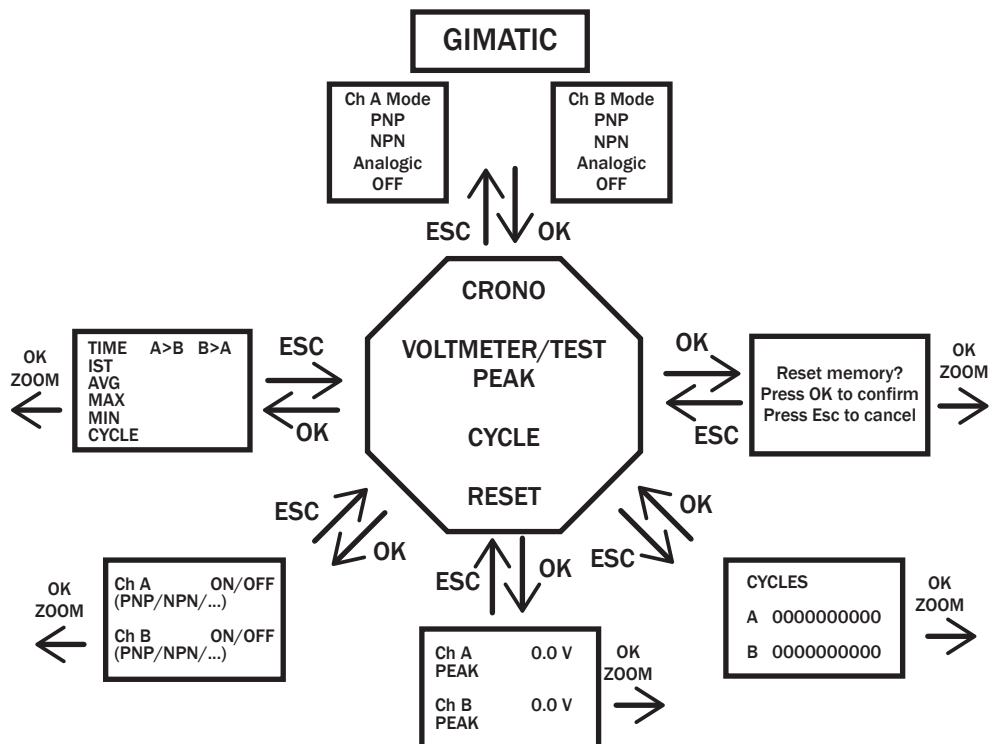 GIMATIC
Ch A Mode
PNP
NPN
Analogic
OFF
Ch B Mode
PNP
NPN
Analogic
OFF
ESC
OK
CRONO
VOLTMETER/TEST
PEAK
CYCLE
RESET
OK
ZOOM
TIME A>B B>A
IST
AVG
MAX
MIN
CYCLE
ESC
OK
OK
ESC
Reset memory?
Press OK to confirm
Press Esc to cancel
OK
ZOOM
ESC
OK
OK
ZOOM
Ch A ON/OFF
(PNP/NPN/...)
Ch B ON/OFF
(PNP/NPN/...)
ESC
OK
Ch A 0.0 V
PEAK
Ch B 0.0 V
PEAK
OK
ZOOM
OK
ESC
CYCLES
A 0000000000
B 0000000000
OK
ZOOM